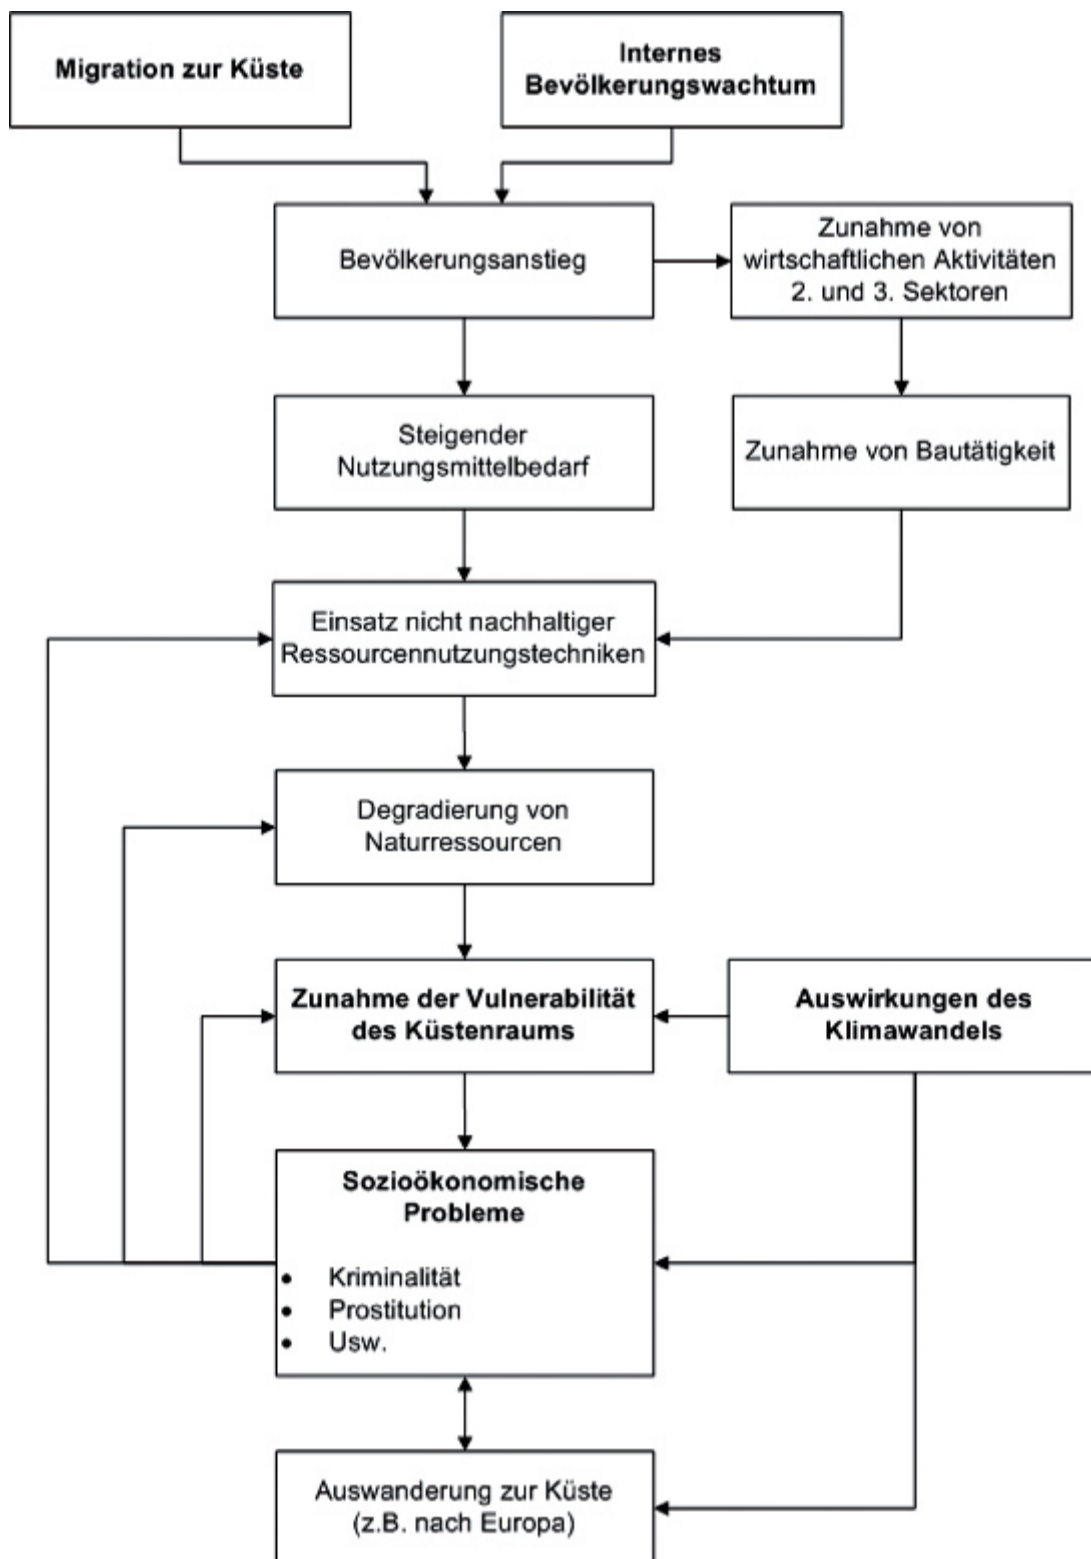 Migration zur Küste
Internes
Bevölkerungswachtum
Bevölkerungsanstieg
Zunahme von
wirtschaftlichen Aktivitäten
2. und 3. Sektoren
Steigender
Nutzungsmittelbedarf
Zunahme von Bautätigkeit
Einsatz nicht nachhaltiger
Ressourcennutzungstechniken
Degradierung von
Naturressourcen
Zunahme der Vulnerabilität
des Küstenraums
Auswirkungen des
Klimawandels
Sozioökonomische
Probleme
• Kriminalität
• Prostitution
• Usw.
Auswanderung zur Küste
(z.B. nach Europa)